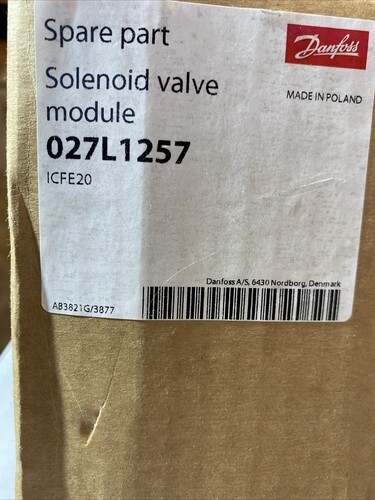 Spare part
Danfoss
Solenoid valve
module
MADE IN POLAND
027L1257
ICFE20
Danfoss A/S, 6430 Nordborg, Denmark
AB3821G/3877